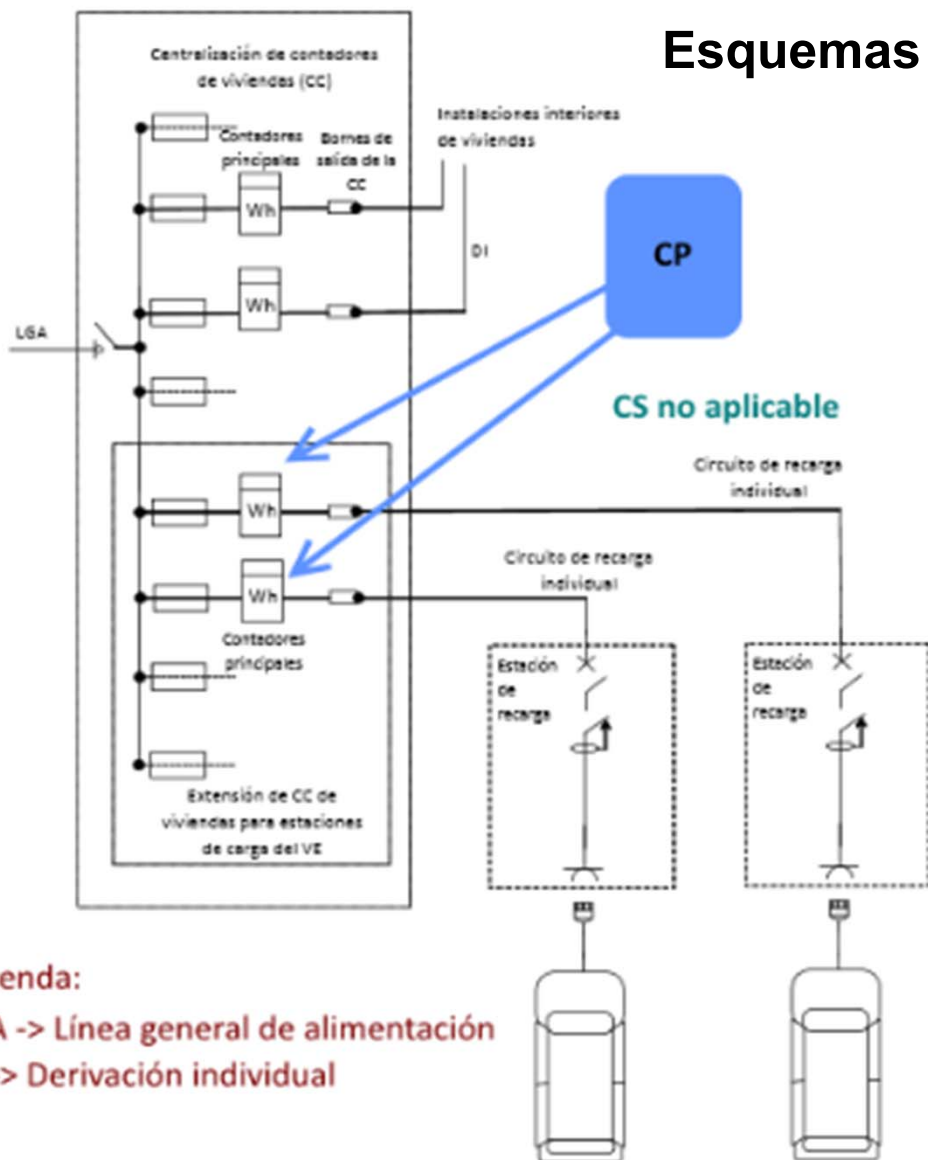 Esquemas
Centralización de contadores
de viviendas (CC)
Contadores
principales
Bornes de
salida de la
CC
Instalaciones interiores
de viviendas
Wh
Wh
DI
CP
LGA
CS no aplicable
Circuito de recarga
individual
Wh
Circuito de recarga
individual
Wh
Contadores
principales
Estación
de
recarga
Estación
de
recarga
Extensión de CC de
viviendas para estaciones
de carga del VE
enda:
A -> Línea general de alimentación
> Derivación individual